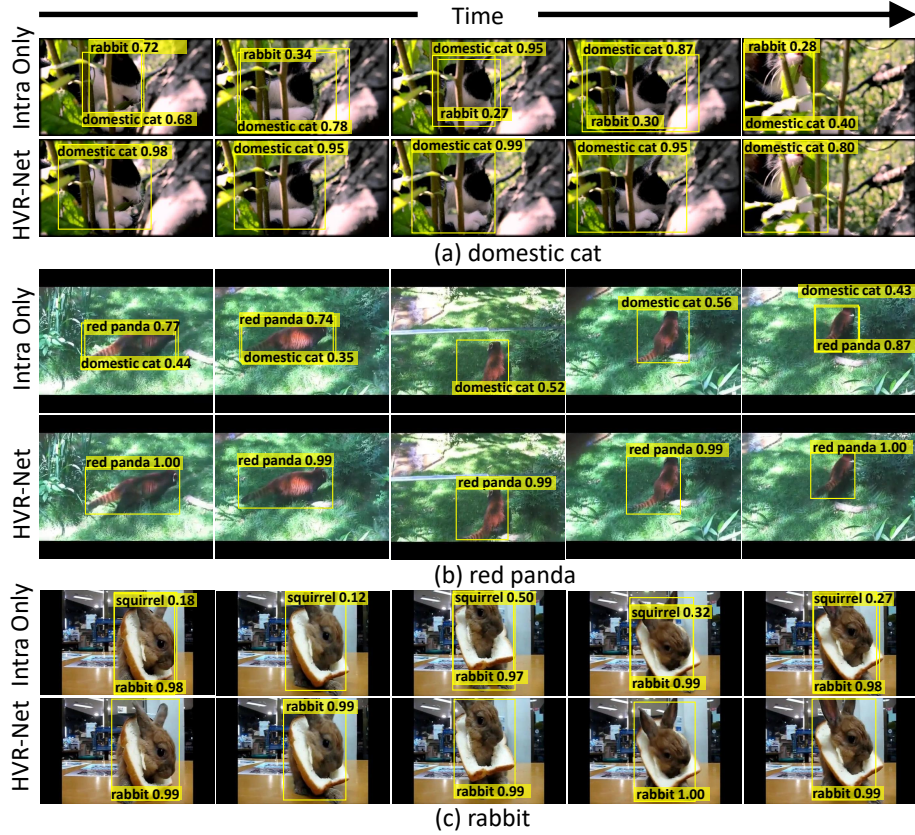 Time
Intra Only
rabbit 0.72
domestic cat 0.68
rabbit 0.34
domestic cat 0.78
domestic cat 0.95
rabbit 0.27
domestic cat 0.87
rabbit 0.30
rabbit 0.28
domestic cat 0.40
HVR-Net
domestic cat 0.98
domestic cat 0.95
domestic cat 0.99
domestic cat 0.95
domestic cat 0.80
(a) domestic cat
Intra Only
red panda 0.77
domestic cat 0.44
red panda 0.74
domestic cat 0.35
domestic cat 0.52
domestic cat 0.56
domestic cat 0.43
red panda 0.87
HVR-Net
red panda 1.00
red panda 0.99
red panda 0.99
red panda 0.99
red panda 1.00
(b) red panda
Intra Only
squirrel 0.18
rabbit 0.98
squirrel 0.12
squirrel 0.50
rabbit 0.97
squirrel 0.32
rabbit 0.99
squirrel 0.27
rabbit 0.98
HVR-Net
rabbit 0.99
rabbit 0.99
rabbit 0.99
rabbit 1.00
rabbit 0.99
(c) rabbit